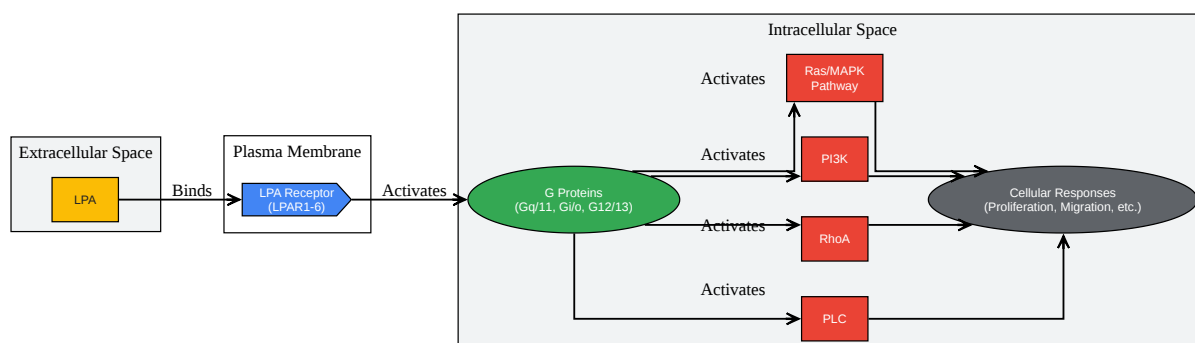 Intracellular Space
Activates
Ras/MAPK
Pathway
Extracellular Space
Plasma Membrane
Activates
PI3K
LPA
Binds
LPA Receptor
(LPAR1-6)
Activates
G Proteins
(Gq/11, Gi/o, G12/13)
Cellular Responses
(Proliferation, Migration, etc.)
Activates
RhoA
Activates
PLC